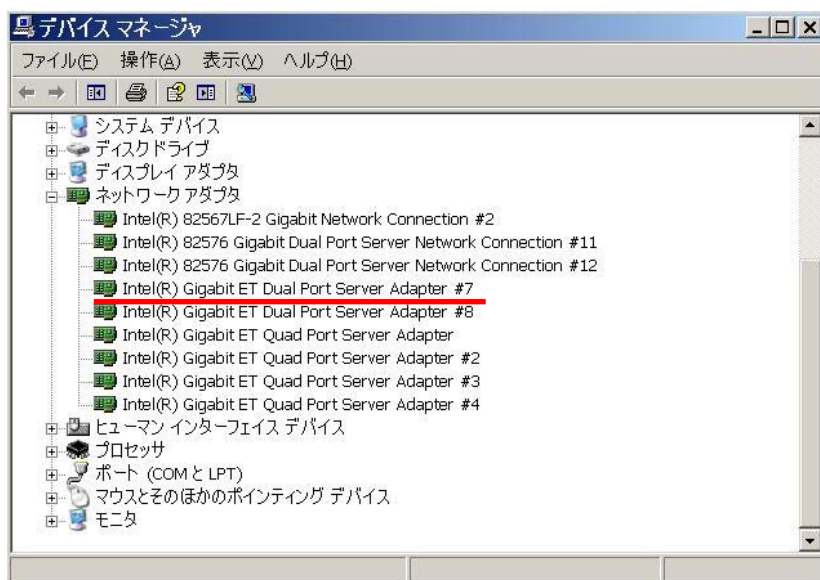 デバイス マネージャ
ファイル(F) 操作(A) 表示(V) ヘルプ(H)
システム デバイス
ディスク ドライブ
ディスプレイ アダプタ
ネットワーク アダプタ
Intel(R) 82567LF-2 Gigabit Network Connection #2
Intel(R) 82576 Gigabit Dual Port Server Network Connection #11
Intel(R) 82576 Gigabit Dual Port Server Network Connection #12
Intel(R) Gigabit ET Dual Port Server Adapter #7
Intel(R) Gigabit ET Dual Port Server Adapter #8
Intel(R) Gigabit ET Quad Port Server Adapter
Intel(R) Gigabit ET Quad Port Server Adapter #2
Intel(R) Gigabit ET Quad Port Server Adapter #3
Intel(R) Gigabit ET Quad Port Server Adapter #4
ヒューマン インターフェイス デバイス
プロセッサ
ポート (COM と LPT)
マウスとそのほかのポインティング デバイス
モニタ